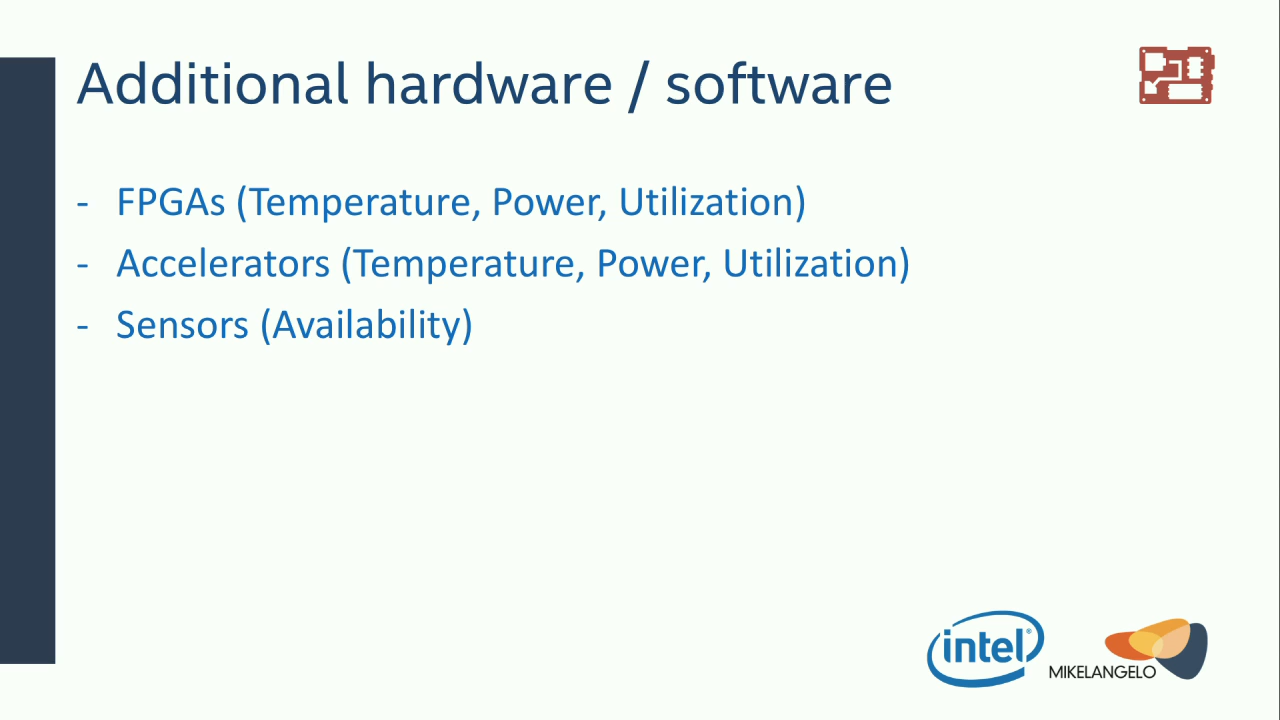 Additional hardware / software
- FPGAs (Temperature, Power, Utilization)
- Accelerators (Temperature, Power, Utilization)
- Sensors (Availability)
intel®
MIKELANGELO